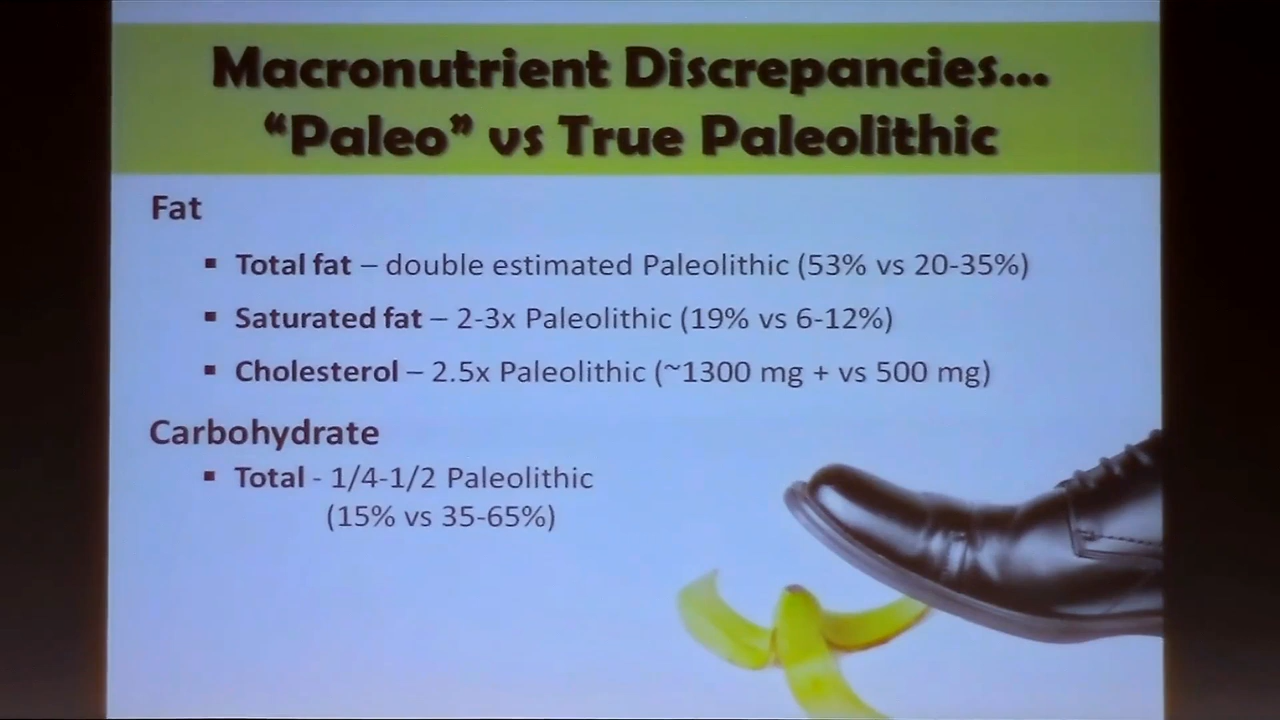 Macronutrient Discrepancies...
“Paleo” vs True Paleolithic
Fat
▪ Total fat – double estimated Paleolithic (53% vs 20-35%)
▪ Saturated fat – 2-3x Paleolithic (19% vs 6-12%)
▪ Cholesterol – 2.5x Paleolithic (~1300 mg + vs 500 mg)
Carbohydrate
▪ Total - 1/4-1/2 Paleolithic
(15% vs 35-65%)